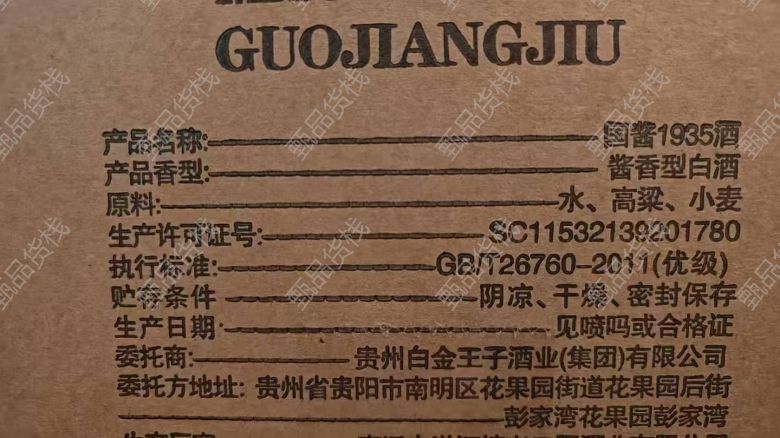 GUOJIANGJIU
产品名称:国酱1935酒
产品香型:酱香型白酒
原料:水、高粱、小麦
生产许可证号:SC11532139201780
执行标准:GB/T26760-2011(优级)
贮存条件 阴凉、干燥、密封保存
生产日期 见喷吗或合格证
委托商:贵州白金王子酒业(集团)有限公司
委托方地址:贵州省贵阳市南明区花果园街道花果园后街
彭家湾花果园彭家湾
甄品货栈